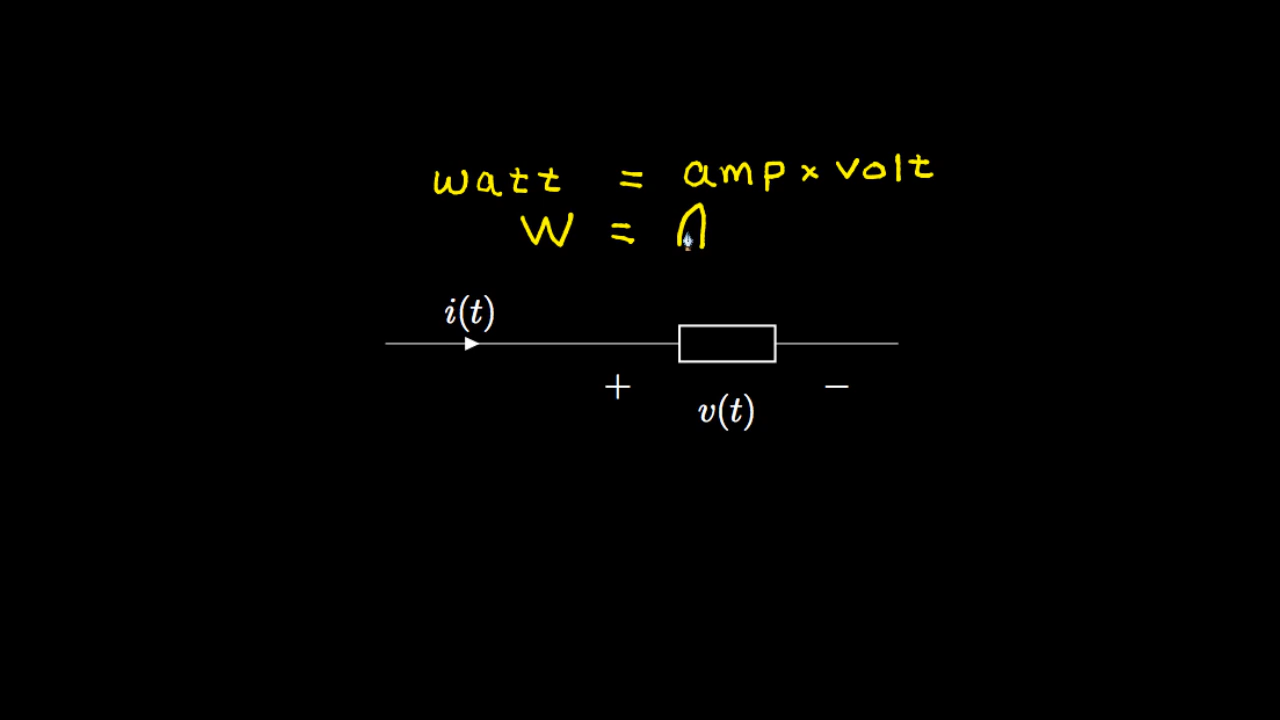 watt = amp × volt
W = A
i(t)
+ −
v(t)